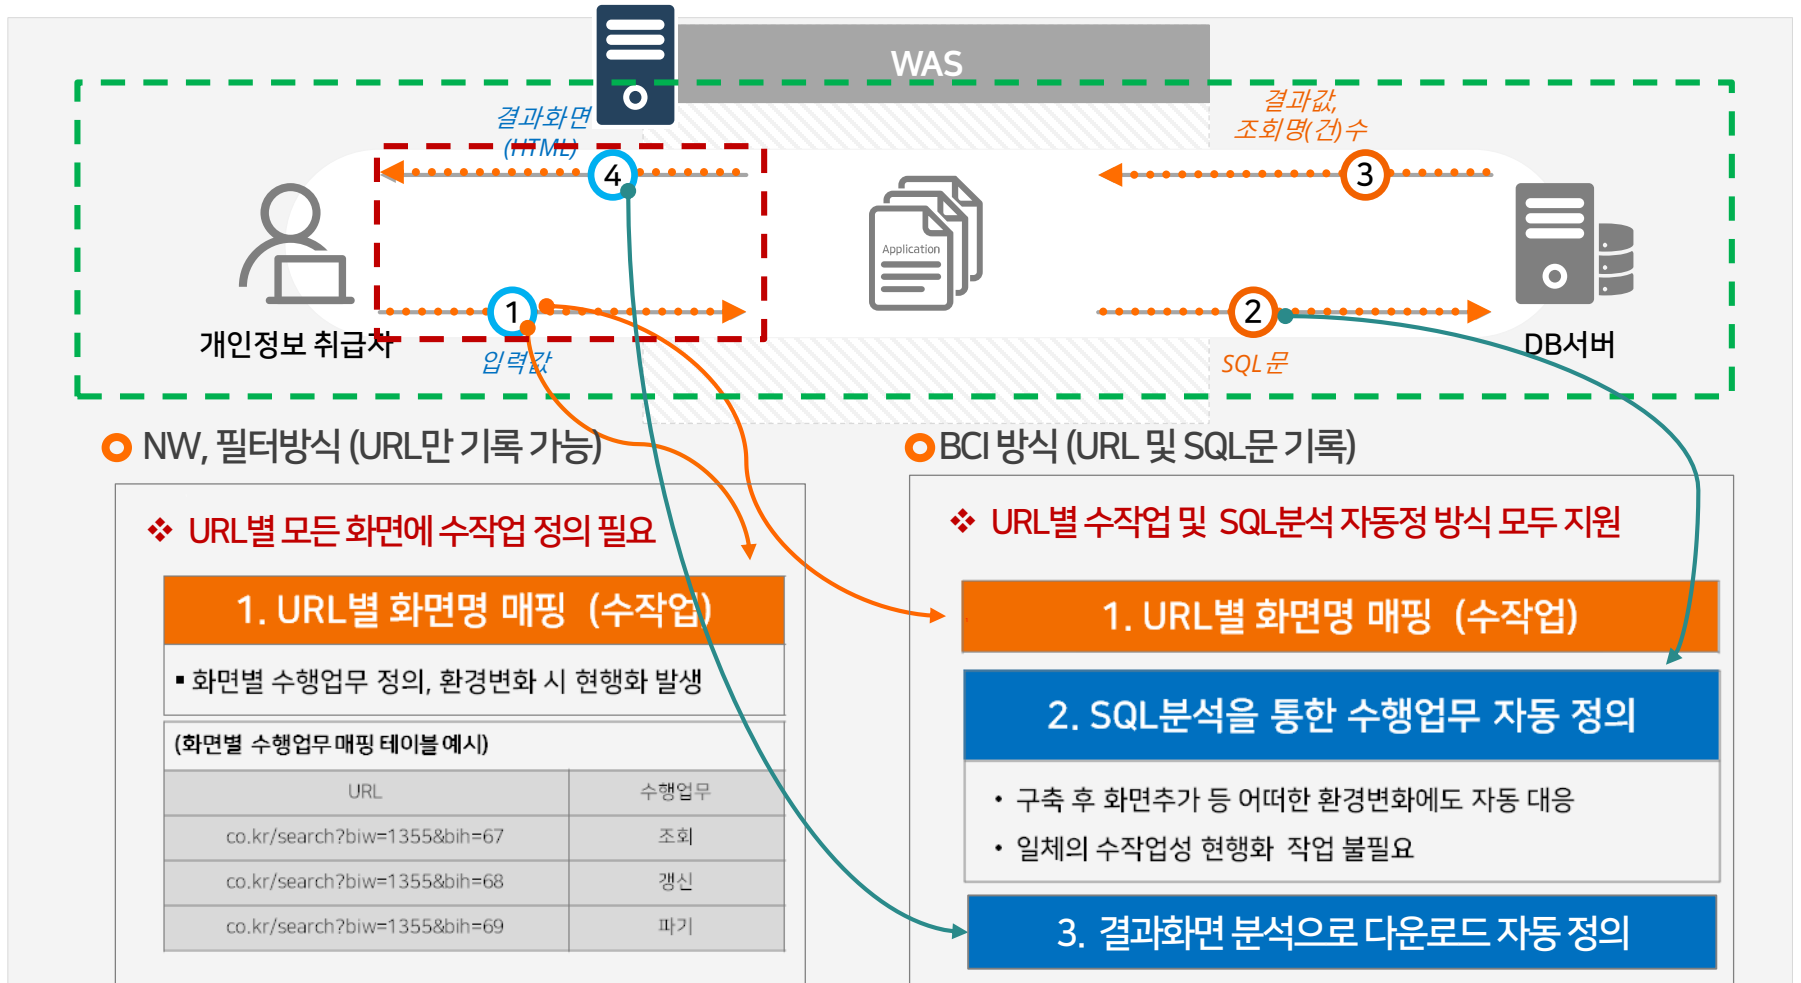 WAS
결과화면
(HTML)
결과값,
조회명(건)수
4
3
Application
1
2
개인정보 취급자
입력값
SQL문
DB서버
NW, 필터방식 (URL만 기록 가능)
❖ URL별 모든 화면에 수작업 정의 필요
1. URL별 화면명 매핑 (수작업)
▪ 화면별 수행업무 정의, 환경변화 시 현행화 발생
(화면별 수행업무 매핑 테이블 예시)
URL 수행업무
co.kr/search?biw=1355&bih=67 조회
co.kr/search?biw=1355&bih=68 갱신
co.kr/search?biw=1355&bih=69 파기
BCI 방식 (URL 및 SQL문 기록)
❖ URL별 수작업 및 SQL분석 자동정 방식 모두 지원
1. URL별 화면명 매핑 (수작업)
2. SQL분석을 통한 수행업무 자동 정의
• 구축 후 화면추가 등 어떠한 환경변화에도 자동 대응
• 일체의 수작업성 현행화 작업 불필요
3. 결과화면 분석으로 다운로드 자동 정의